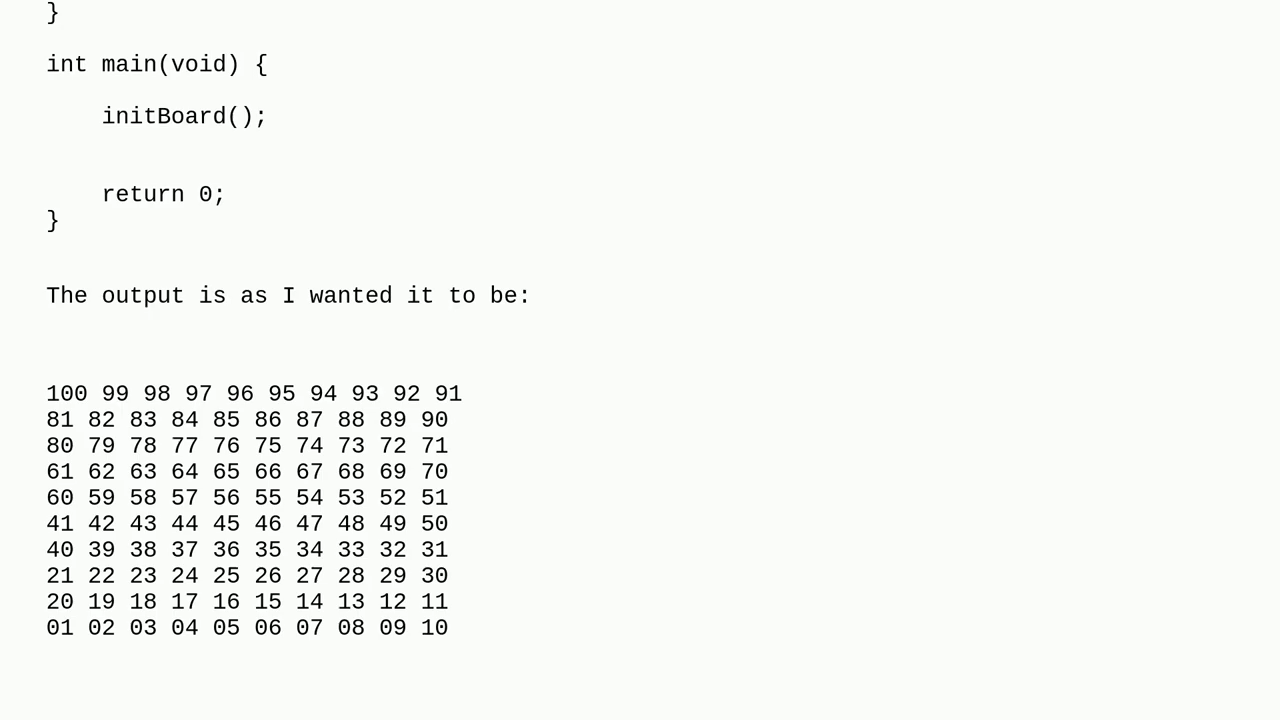 }
int main(void) {
    initBoard();
    return 0;
}
The output is as I wanted it to be:
100 99 98 97 96 95 94 93 92 91
81 82 83 84 85 86 87 88 89 90
80 79 78 77 76 75 74 73 72 71
61 62 63 64 65 66 67 68 69 70
60 59 58 57 56 55 54 53 52 51
41 42 43 44 45 46 47 48 49 50
40 39 38 37 36 35 34 33 32 31
21 22 23 24 25 26 27 28 29 30
20 19 18 17 16 15 14 13 12 11
01 02 03 04 05 06 07 08 09 10